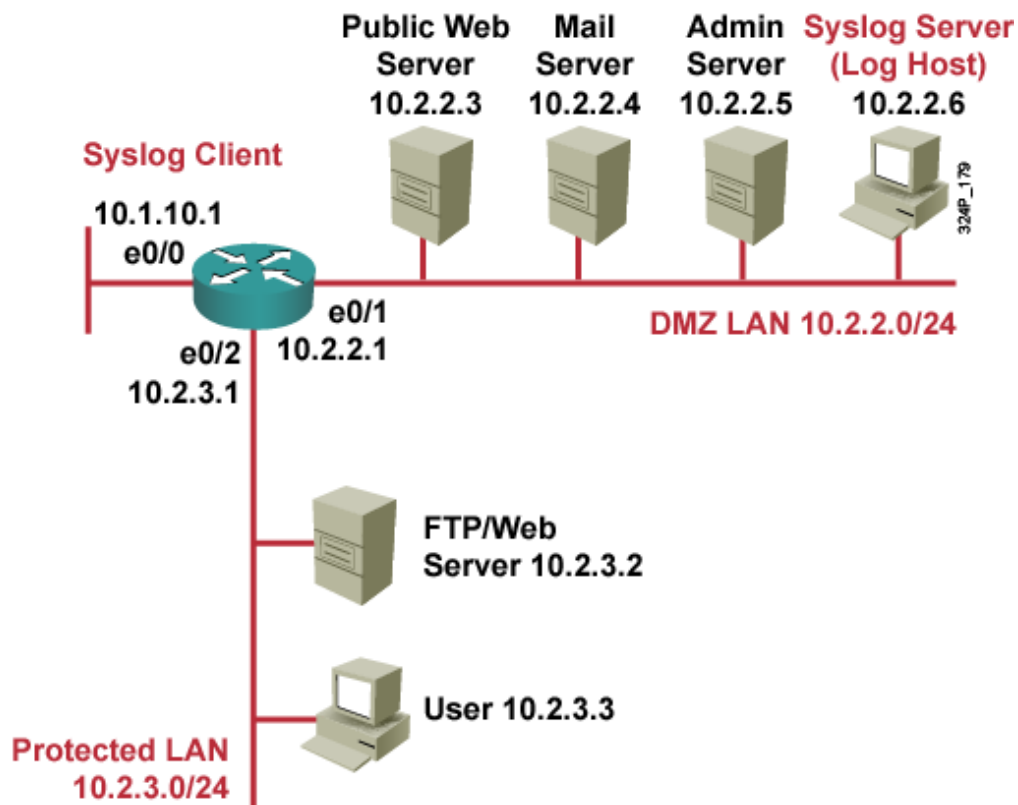 Public Web
Server
10.2.2.3
Mail
Server
10.2.2.4
Admin
Server
10.2.2.5
Syslog Server
(Log Host)
10.2.2.6
324P_179
Syslog Client
10.1.10.1
e0/0
e0/1
10.2.2.1
DMZ LAN 10.2.2.0/24
e0/2
10.2.3.1
FTP/Web
Server 10.2.3.2
User 10.2.3.3
Protected LAN
10.2.3.0/24